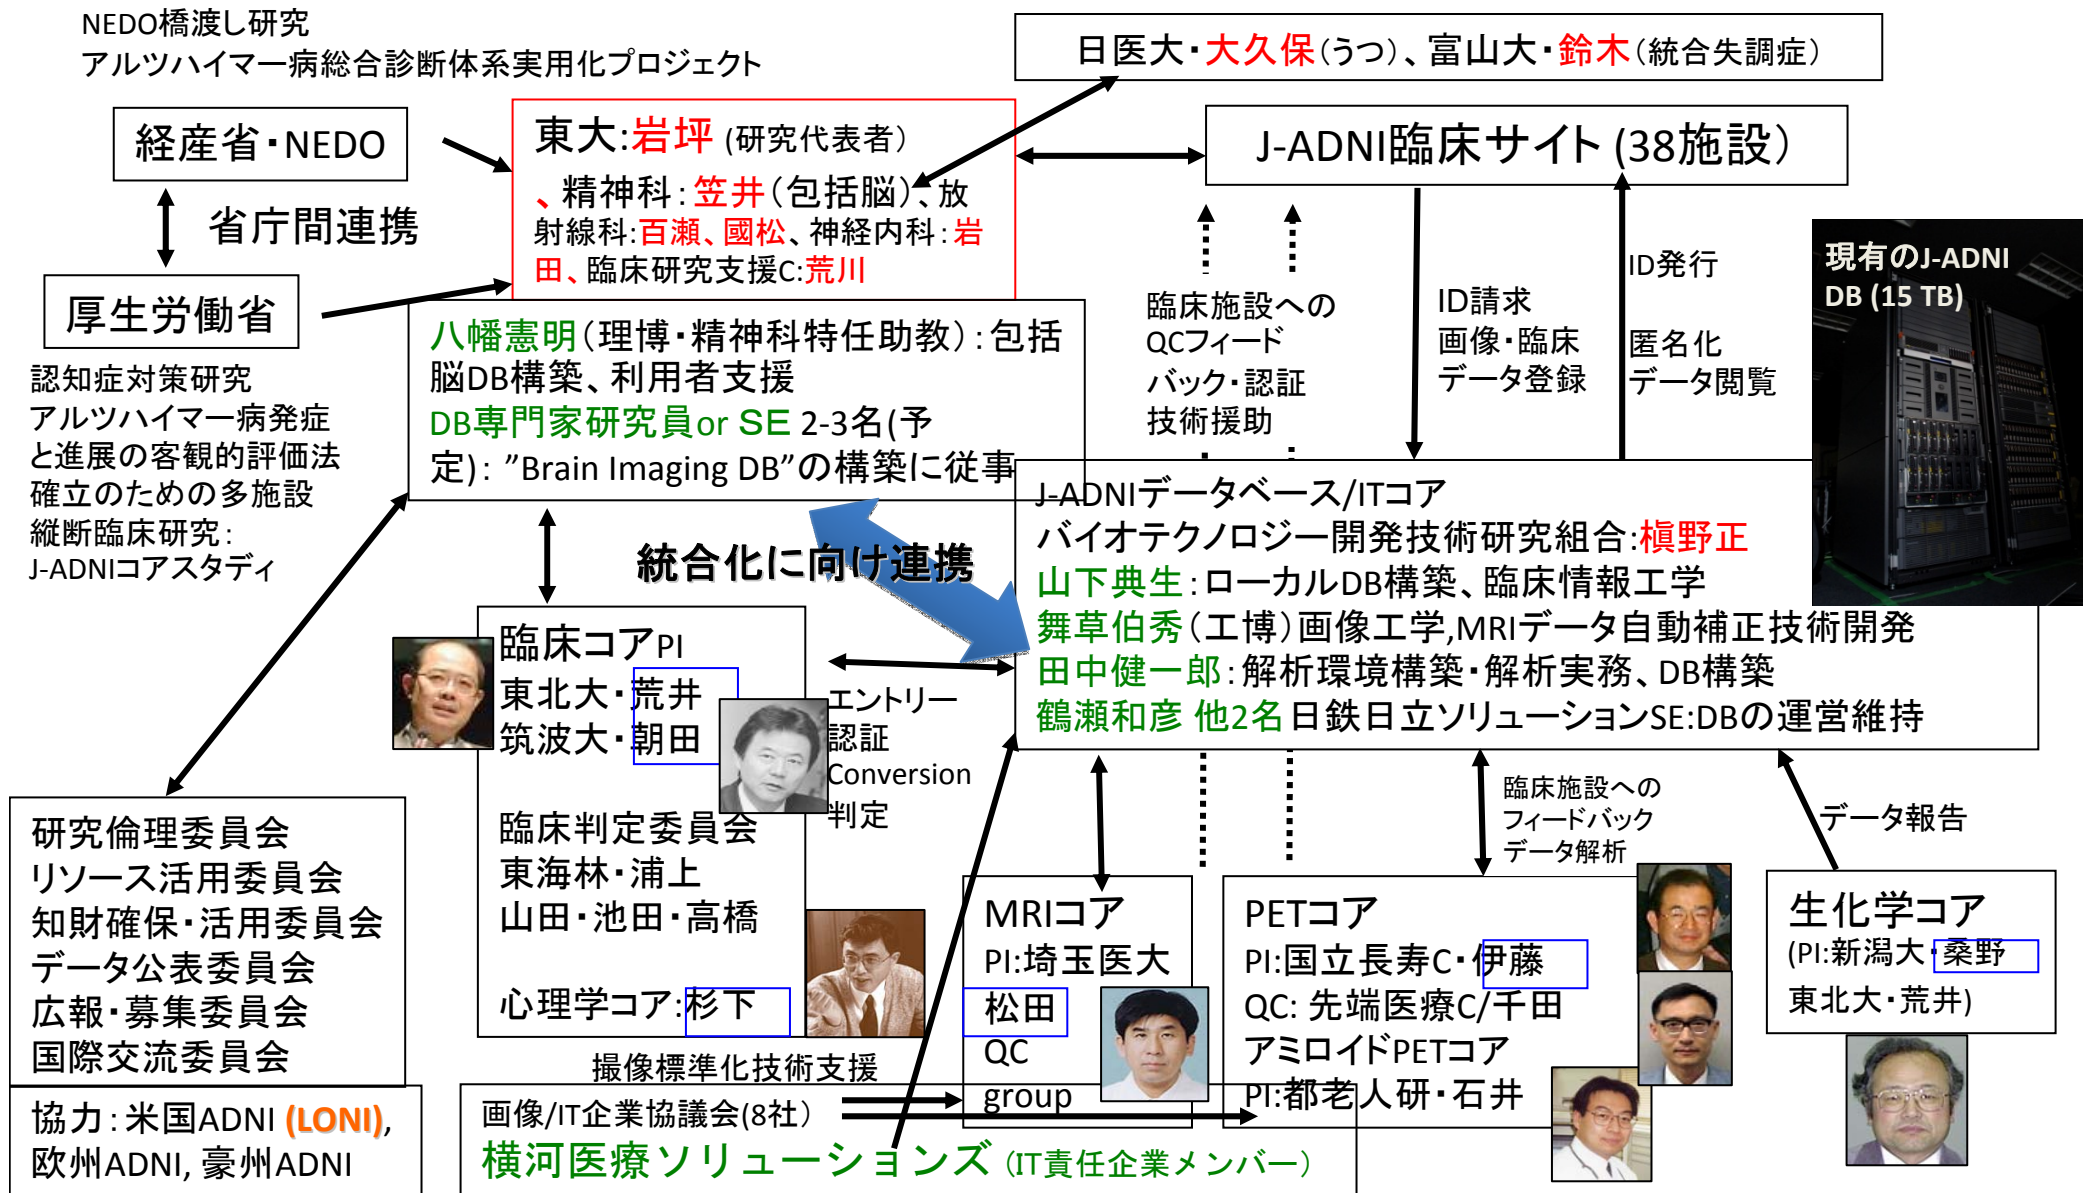 NEDO橋渡し研究
アルツハイマー病総合診断体系実用化プロジェクト
日医大・大久保(うつ)、富山大・鈴木(統合失調症)
経産省・NEDO
省庁間連携
厚生労働省
認知症対策研究
アルツハイマー病発症
と進展の客観的評価法
確立のための多施設
縦断臨床研究:
J-ADNIコアスタディ
東大:岩坪 (研究代表者)
、精神科:笠井(包括脳)、放
射線科:百瀬、國松、神経内科:岩
田、臨床研究支援C:荒川
八幡憲明(理博・精神科特任助教):包括
脳DB構築、利用者支援
DB専門家研究員or SE 2-3名(予
定): ”Brain Imaging DB”の構築に従事
J-ADNI臨床サイト (38施設)
臨床施設への
QCフィード
バック・認証
技術援助
ID請求
画像・臨床
データ登録
ID発行
匿名化
データ閲覧
現有のJ-ADNI
DB (15 TB)
統合化に向け連携
J-ADNIデータベース/ITコア
バイオテクノロジー開発技術研究組合:槇野正
山下典生:ローカルDB構築、臨床情報工学
舞草伯秀(工博)画像工学,MRIデータ自動補正技術開発
田中健一郎:解析環境構築・解析実務、DB構築
鶴瀬和彦 他2名 日鉄日立ソリューションSE:DBの運営維持
臨床コアPI
東北大・荒井
筑波大・朝田
臨床判定委員会
東海林・浦上
山田・池田・高橋
心理学コア:杉下
エントリー
認証
Conversion
判定
臨床施設への
フィードバック
データ解析
データ報告
研究倫理委員会
リソース活用委員会
知財確保・活用委員会
データ公表委員会
広報・募集委員会
国際交流委員会
協力:米国ADNI (LONI),
欧州ADNI, 豪州ADNI
MRIコア
PI:埼玉医大
松田
QC
group
PETコア
PI:国立長寿C・伊藤
QC: 先端医療C/千田
アミロイドPETコア
PI:都老人研・石井
生化学コア
(PI:新潟大・桑野
東北大・荒井)
撮像標準化技術支援
画像/IT企業協議会(8社)
横河医療ソリューションズ (IT責任企業メンバー)